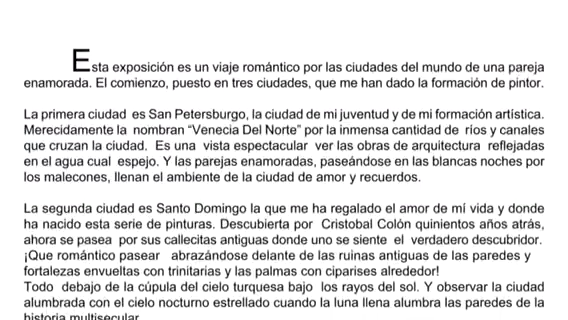 Esta exposición es un viaje romántico por las ciudades del mundo de una pareja
enamorada. El comienzo, puesto en tres ciudades, que me han dado la formación de pintor.
La primera ciudad es San Petersburgo, la ciudad de mi juventud y de mi formación artística.
Merecidamente la nombran “Venecia Del Norte” por la inmensa cantidad de ríos y canales
que cruzan la ciudad. Es una vista espectacular ver las obras de arquitectura reflejadas
en el agua cual espejo. Y las parejas enamoradas, paseándose en las blancas noches por
los malecones, llenan el ambiente de la ciudad de amor y recuerdos.
La segunda ciudad es Santo Domingo la que me ha regalado el amor de mí vida y donde
ha nacido esta serie de pinturas. Descubierta por Cristobal Colón quinientos años atrás,
ahora se pasea por sus callecitas antiguas donde uno se siente el verdadero descubridor.
¡Que romántico pasear abrazándose delante de las ruinas antiguas de las paredes y
fortalezas envueltas con trinitarias y las palmas con ciparises alrededor!
Todo debajo de la cúpula del cielo turquesa bajo los rayos del sol. Y observar la ciudad
alumbrada con el cielo nocturno estrellado cuando la luna llena alumbra las paredes de la
historia multisecular